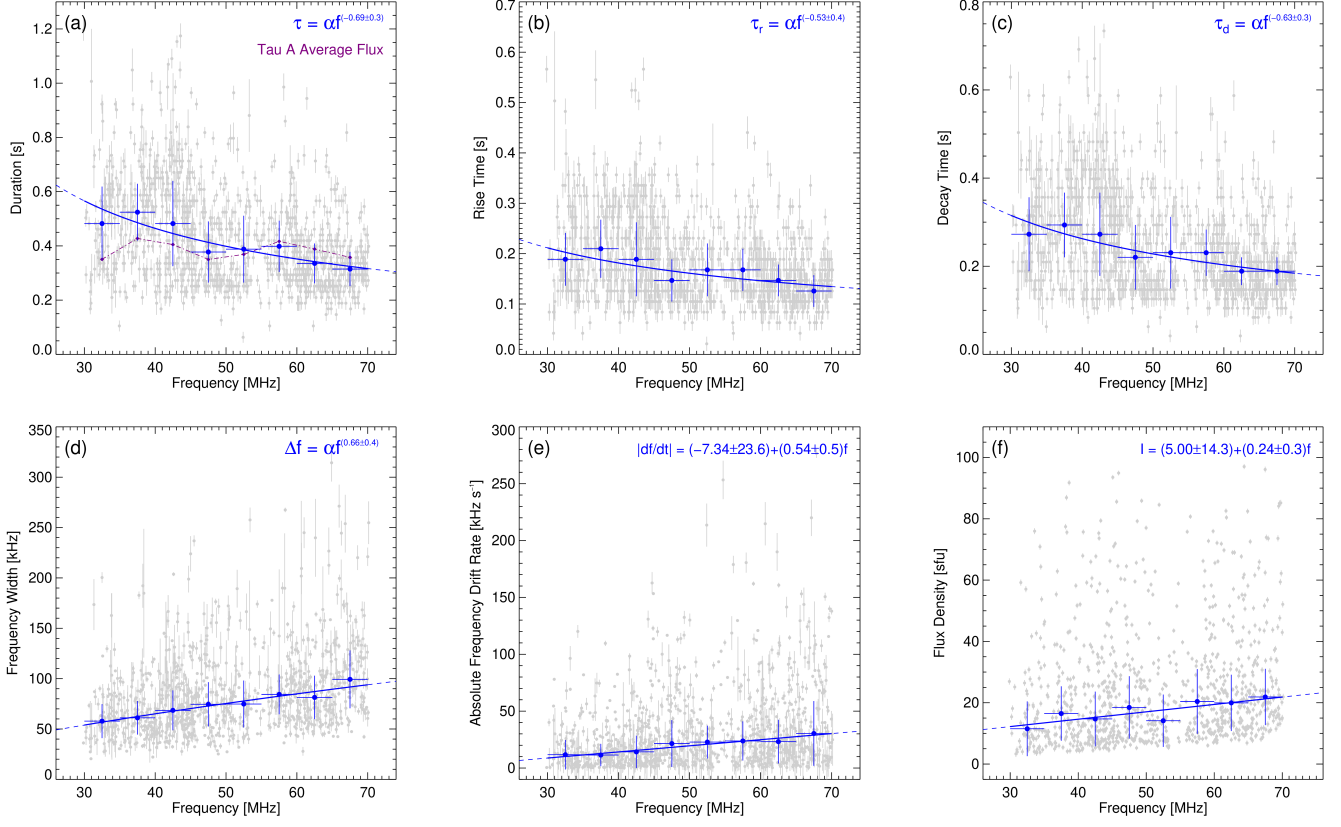 (a)
τ = αf^(−0.69±0.3)
Tau A Average Flux
Duration [s]
1.2
1.0
0.8
0.6
0.4
0.2
0.0
30 40 50 60 70
Frequency [MHz]
(b)
τr = αf^(−0.53±0.4)
Rise Time [s]
0.7
0.6
0.5
0.4
0.3
0.2
0.1
0.0
30 40 50 60 70
Frequency [MHz]
(c)
τd = αf^(−0.63±0.3)
Decay Time [s]
0.8
0.6
0.4
0.2
0.0
30 40 50 60 70
Frequency [MHz]
(d)
Δf = αf^(0.66±0.4)
Frequency Width [kHz]
350
300
250
200
150
100
50
0
30 40 50 60 70
Frequency [MHz]
(e)
|df/dt| = (−7.34±23.6)+(0.54±0.5)f
Absolute Frequency Drift Rate [kHz s⁻¹]
300
250
200
150
100
50
0
30 40 50 60 70
Frequency [MHz]
(f)
I = (5.00±14.3)+(0.24±0.3)f
Flux Density [sfu]
100
80
60
40
20
0
30 40 50 60 70
Frequency [MHz]